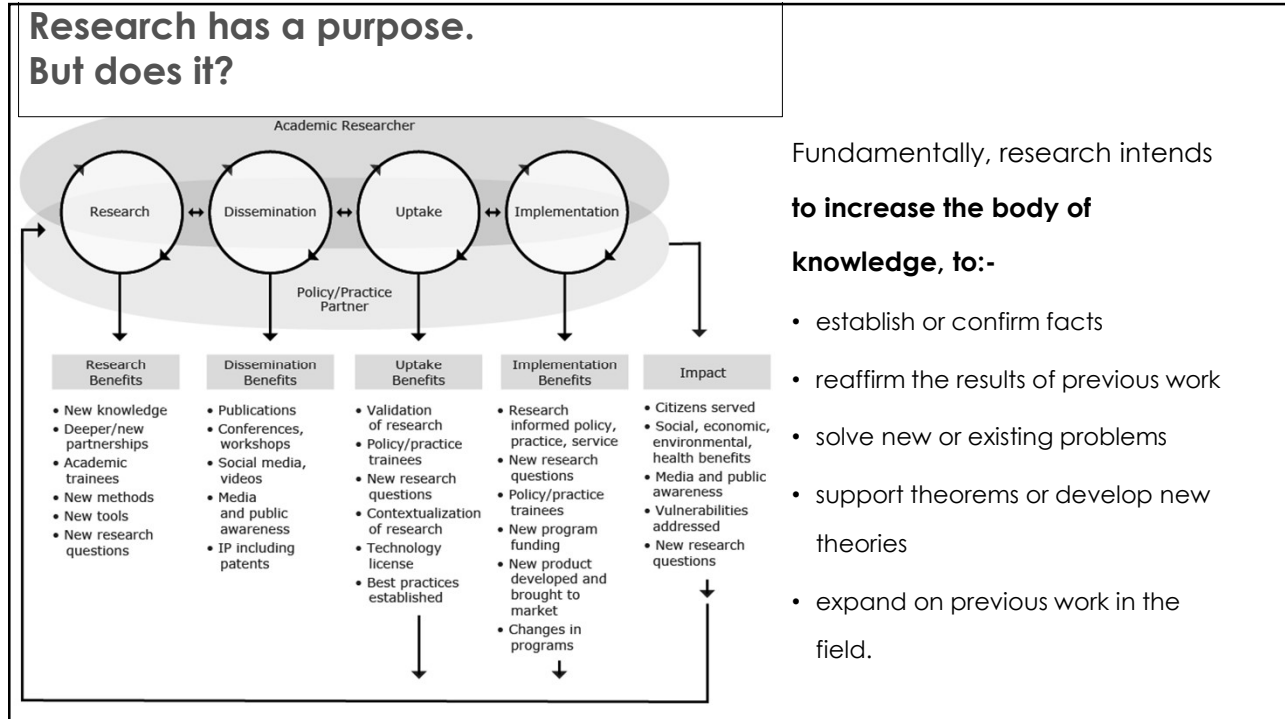 Research has a purpose.
But does it?
Academic Researcher
Research
Dissemination
Uptake
Implementation
Policy/Practice
Partner
Research
Benefits
• New knowledge
• Deeper/new
partnerships
• Academic
trainees
• New methods
• New tools
• New research
questions
Dissemination
Benefits
• Publications
• Conferences,
workshops
• Social media,
videos
• Media
and public
awareness
• IP including
patents
Uptake
Benefits
• Validation
of research
• Policy/practice
trainees
• New research
questions
• Contextualization
of research
• Technology
license
• Best practices
established
Implementation
Benefits
• Research
informed policy,
practice, service
• New research
questions
• Policy/practice
trainees
• New program
funding
• New product
developed and
brought to
market
• Changes in
programs
Impact
• Citizens served
• Social, economic,
environmental,
health benefits
• Media and public
awareness
• Vulnerabilities
addressed
• New research
questions
Fundamentally, research intends
to increase the body of
knowledge, to:-
• establish or confirm facts
• reaffirm the results of previous work
• solve new or existing problems
• support theorems or develop new
theories
• expand on previous work in the
field.